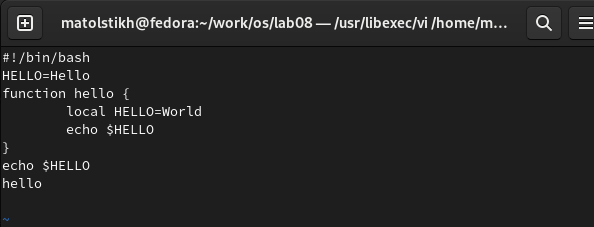 matolstikh@fedora:~/work/os/lab08 — /usr/libexec/vi /home/m...
#!/bin/bash
HELLO=Hello
function hello {
        local HELLO=World
        echo $HELLO
}
echo $HELLO
hello

~